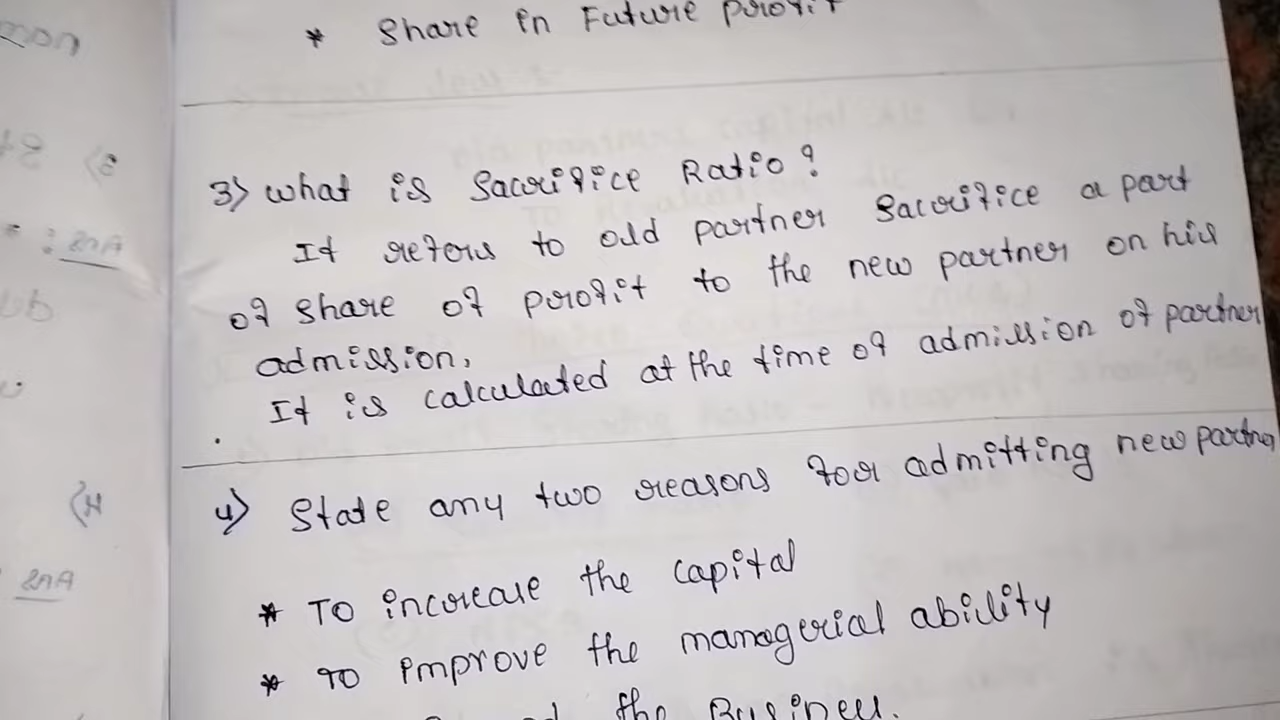 * Share in Future profit
3) What is Sacrifice Ratio?
It refers to old partner Sacrifice a part
of share of profit to the new partner on his
admission.
It is calculated at the time of admission of partner
4) State any two reasons for admitting new partner
* To increase the capital
* To improve the managerial ability
the Business.